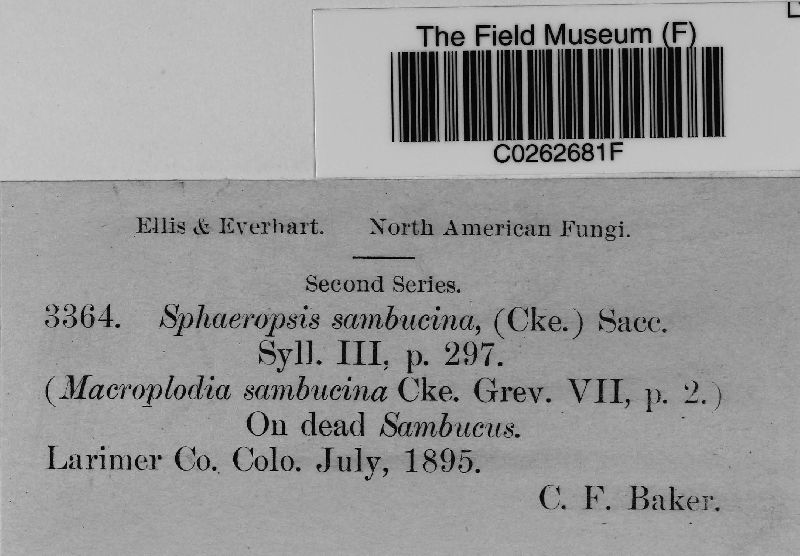 The Field Museum (F)
C0262681F
Ellis & Everhart. North American Fungi.
Second Series.
3364. Sphaeropsis sambucina, (Cke.) Sacc.
Syll. III, p. 297.
(Macroplodia sambucina Cke. Grev. VII, p. 2.)
On dead Sambucus.
Larimer Co. Colo. July, 1895.
C. F. Baker.